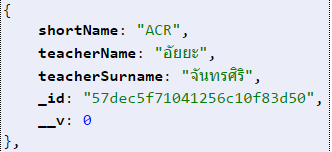 {
shortName: "ACR",
teacherName: "อัยยะ",
teacherSurname: "จันทรศิริ",
_id: "57dec5f71041256c10f83d50",
__v: 0
},